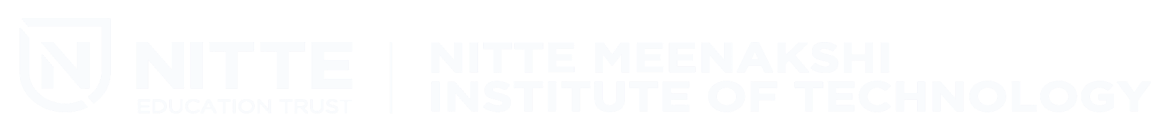 N NITTE
EDUCATION TRUST
NITTE MEENAKSHI
INSTITUTE OF TECHNOLOGY